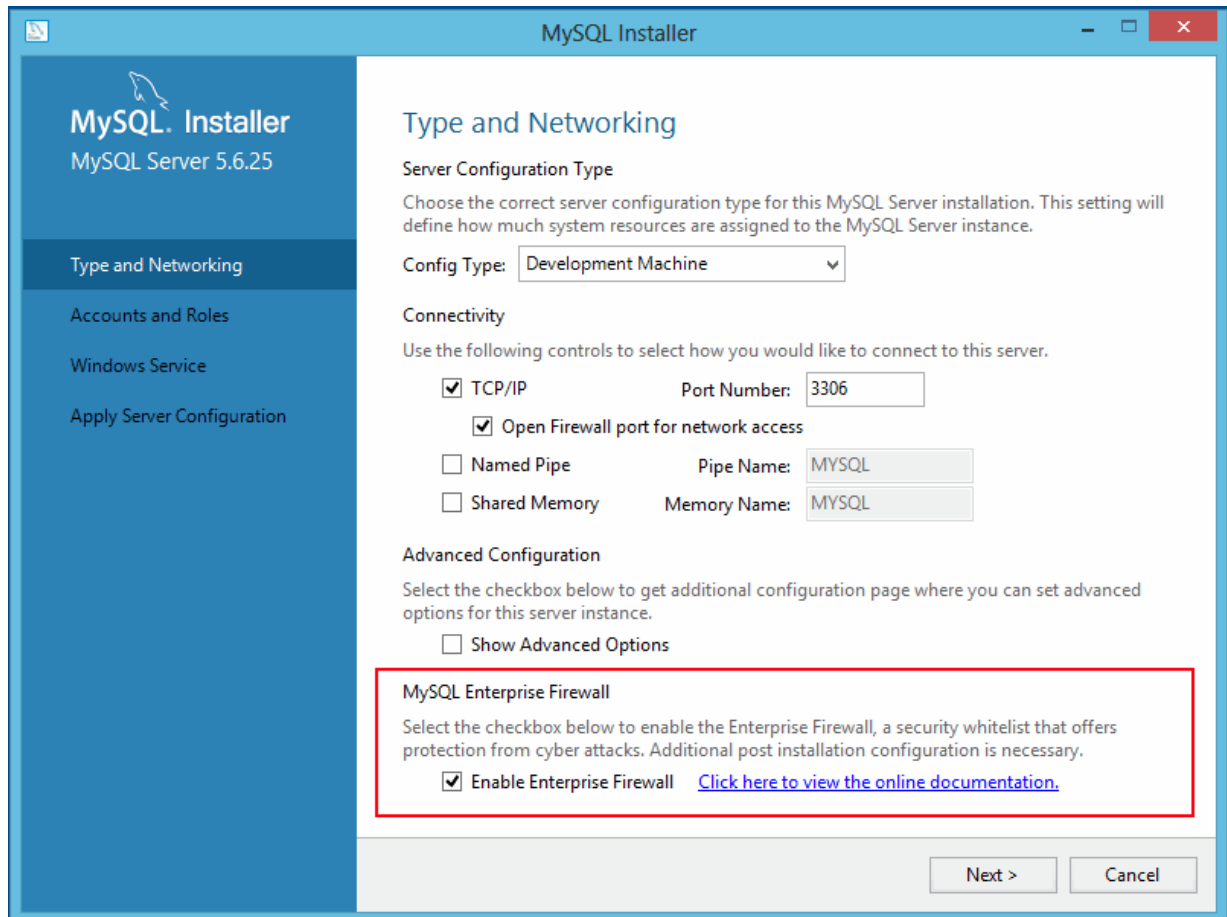 MySQL Installer
MySQL. Installer
MySQL Server 5.6.25
Type and Networking
Accounts and Roles
Windows Service
Apply Server Configuration
Type and Networking
Server Configuration Type
Choose the correct server configuration type for this MySQL Server installation. This setting will
define how much system resources are assigned to the MySQL Server instance.
Config Type: Development Machine
Connectivity
Use the following controls to select how you would like to connect to this server.
TCP/IP Port Number: 3306
Open Firewall port for network access
Named Pipe Pipe Name: MYSQL
Shared Memory Memory Name: MYSQL
Advanced Configuration
Select the checkbox below to get additional configuration page where you can set advanced
options for this server instance.
Show Advanced Options
MySQL Enterprise Firewall
Select the checkbox below to enable the Enterprise Firewall, a security whitelist that offers
protection from cyber attacks. Additional post installation configuration is necessary.
Enable Enterprise Firewall Click here to view the online documentation.
Next > Cancel